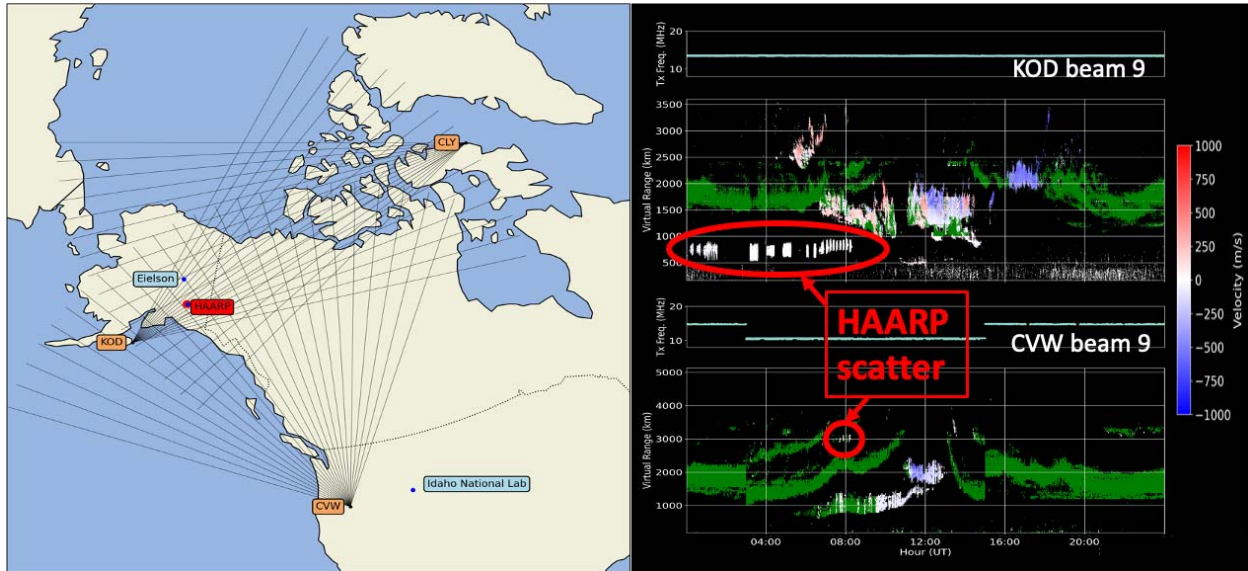 CLY
Eielson
HAARP
KOD
Idaho National Lab
CVW
Tx Freq. (MHz)
20
10
KOD beam 9
Virtual Range (km)
3500
3000
2500
2000
1500
1000
500
HAARP
scatter
Tx Freq. (MHz)
20
10
CVW beam 9
Virtual Range (km)
5000
4000
3000
2000
1000
04:00 08:00 12:00 16:00 20:00
Hour (UT)
1000
750
500
250
0
−250
−500
−750
−1000
Velocity (m/s)